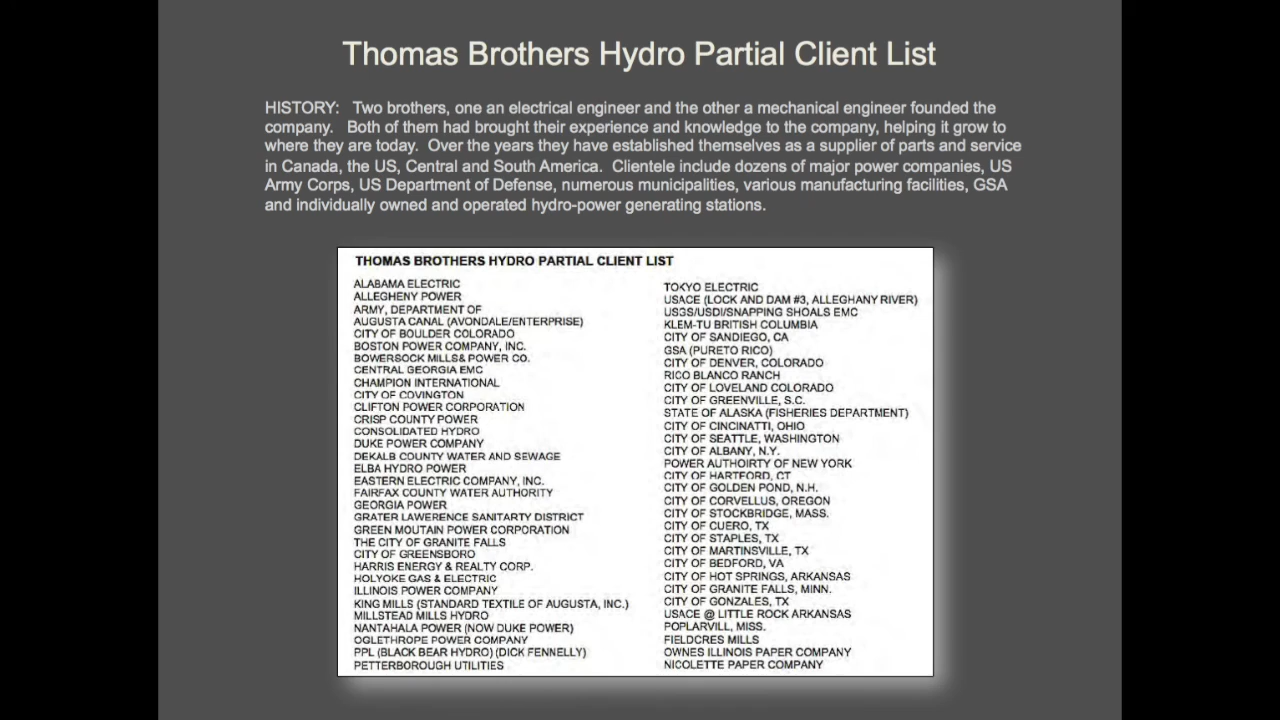 Thomas Brothers Hydro Partial Client List
HISTORY: Two brothers, one an electrical engineer and the other a mechanical engineer founded the
company. Both of them had brought their experience and knowledge to the company, helping it grow to
where they are today. Over the years they have established themselves as a supplier of parts and service
in Canada, the US, Central and South America. Clientele include dozens of major power companies, US
Army Corps, US Department of Defense, numerous municipalities, various manufacturing facilities, GSA
and individually owned and operated hydro-power generating stations.
THOMAS BROTHERS HYDRO PARTIAL CLIENT LIST
ALABAMA ELECTRIC
ALLEGHENY POWER
ARMY, DEPARTMENT OF
AUGUSTA CANAL (AVONDALE/ENTERPRISE)
CITY OF BOULDER COLORADO
BOSTON POWER COMPANY, INC.
BOWERSOCK MILLS& POWER CO.
CENTRAL GEORGIA EMC
CHAMPION INTERNATIONAL
CITY OF COVINGTON
CLIFTON POWER CORPORATION
CRISP COUNTY POWER
CONSOLIDATED HYDRO
DUKE POWER COMPANY
DEKALB COUNTY WATER AND SEWAGE
ELBA HYDRO POWER
EASTERN ELECTRIC COMPANY, INC.
FAIRFAX COUNTY WATER AUTHORITY
GEORGIA POWER
GRATER LAWERENCE SANITARTY DISTRICT
GREEN MOUTAIN POWER CORPORATION
THE CITY OF GRANITE FALLS
CITY OF GREENSBORO
HARRIS ENERGY & REALTY CORP.
HOLYOKE GAS & ELECTRIC
ILLINOIS POWER COMPANY
KING MILLS (STANDARD TEXTILE OF AUGUSTA, INC.)
MILLSTEAD MILLS HYDRO
NANTAHALA POWER (NOW DUKE POWER)
OGLETHROPE POWER COMPANY
PPL (BLACK BEAR HYDRO) (DICK FENNELLY)
PETTERBOROUGH UTILITIES
TOKYO ELECTRIC
USACE (LOCK AND DAM #3, ALLEGHANY RIVER)
USGS/USDI/SNAPPING SHOALS EMC
KLEM-TU BRITISH COLUMBIA
CITY OF SANDIEGO, CA
GSA (PURETO RICO)
CITY OF DENVER, COLORADO
RICO BLANCO RANCH
CITY OF LOVELAND COLORADO
CITY OF GREENVILLE, S.C.
STATE OF ALASKA (FISHERIES DEPARTMENT)
CITY OF CINCINATTI, OHIO
CITY OF SEATTLE, WASHINGTON
CITY OF ALBANY, N.Y.
POWER AUTHOIRTY OF NEW YORK
CITY OF HARTFORD, CT
CITY OF GOLDEN POND, N.H.
CITY OF CORVELLUS, OREGON
CITY OF STOCKBRIDGE, MASS.
CITY OF CUERO, TX
CITY OF STAPLES, TX
CITY OF MARTINSVILLE, TX
CITY OF BEDFORD, VA
CITY OF HOT SPRINGS, ARKANSAS
CITY OF GRANITE FALLS, MINN.
CITY OF GONZALES, TX
USACE @ LITTLE ROCK ARKANSAS
POPLARVILL, MISS.
FIELDCRES MILLS
OWNES ILLINOIS PAPER COMPANY
NICOLETTE PAPER COMPANY